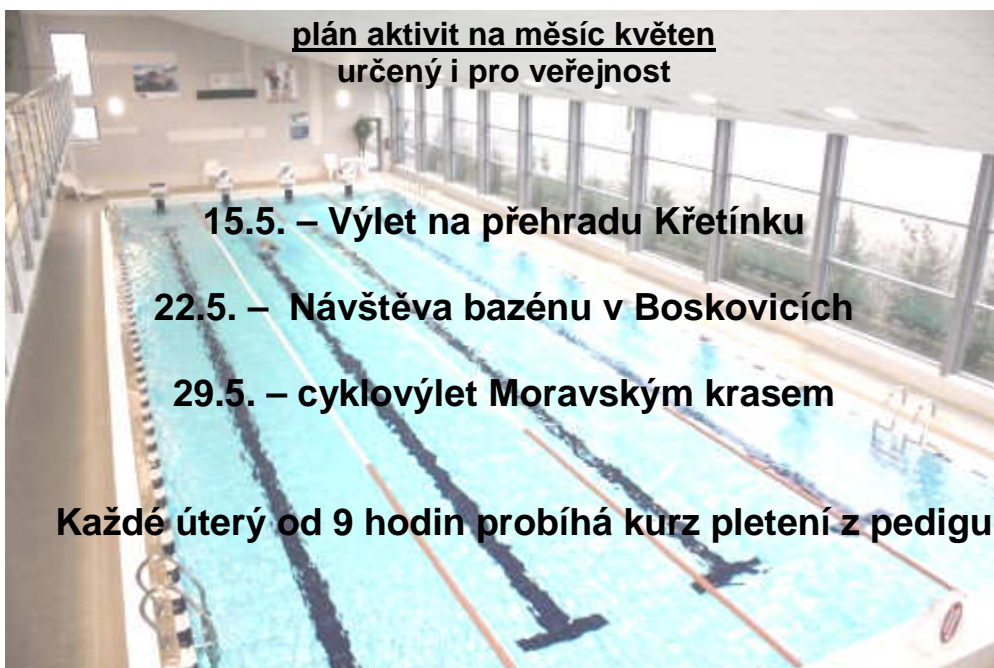 plán aktivit na měsíc květen
určený i pro veřejnost
15.5. – Výlet na přehradu Křetínku
22.5. – Návštěva bazénu v Boskovicích
29.5. – cyklovýlet Moravským krasem
Každé úterý od 9 hodin probíhá kurz pletení z pedigu